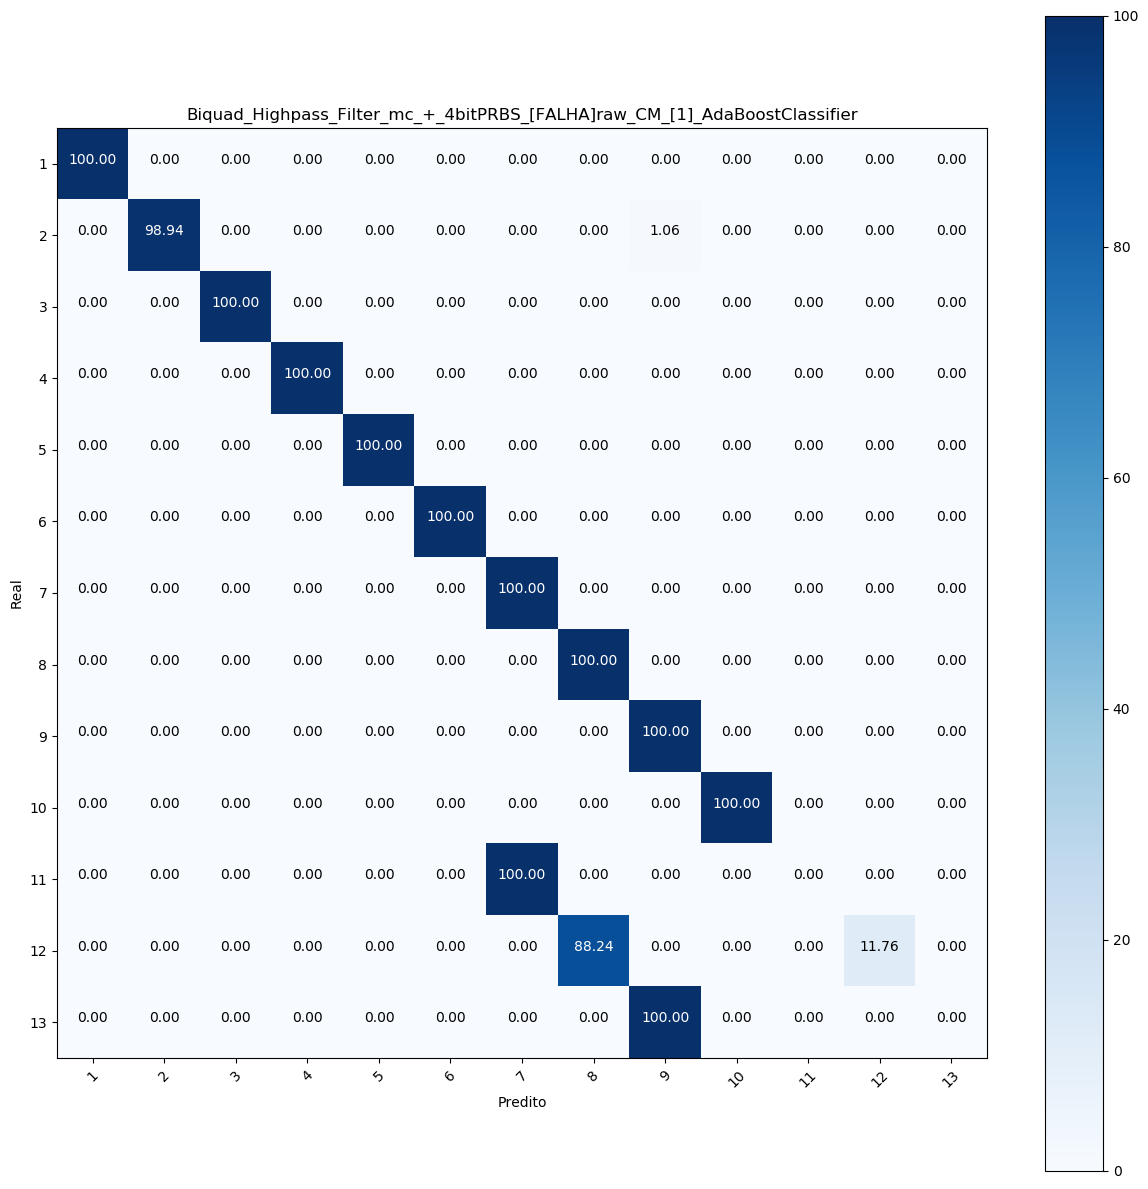 Biquad_Highpass_Filter_mc_+_4bitPRBS_[FALHA]raw_CM_[1]_AdaBoostClassifier
1 100.00 0.00 0.00 0.00 0.00 0.00 0.00 0.00 0.00 0.00 0.00 0.00 0.00
2 0.00 98.94 0.00 0.00 0.00 0.00 0.00 0.00 1.06 0.00 0.00 0.00 0.00
3 0.00 0.00 100.00 0.00 0.00 0.00 0.00 0.00 0.00 0.00 0.00 0.00 0.00
4 0.00 0.00 0.00 100.00 0.00 0.00 0.00 0.00 0.00 0.00 0.00 0.00 0.00
5 0.00 0.00 0.00 0.00 100.00 0.00 0.00 0.00 0.00 0.00 0.00 0.00 0.00
6 0.00 0.00 0.00 0.00 0.00 100.00 0.00 0.00 0.00 0.00 0.00 0.00 0.00
7 0.00 0.00 0.00 0.00 0.00 0.00 100.00 0.00 0.00 0.00 0.00 0.00 0.00
8 0.00 0.00 0.00 0.00 0.00 0.00 0.00 100.00 0.00 0.00 0.00 0.00 0.00
9 0.00 0.00 0.00 0.00 0.00 0.00 0.00 0.00 100.00 0.00 0.00 0.00 0.00
10 0.00 0.00 0.00 0.00 0.00 0.00 0.00 0.00 0.00 100.00 0.00 0.00 0.00
11 0.00 0.00 0.00 0.00 0.00 0.00 100.00 0.00 0.00 0.00 0.00 0.00 0.00
12 0.00 0.00 0.00 0.00 0.00 0.00 0.00 88.24 0.00 0.00 0.00 11.76 0.00
13 0.00 0.00 0.00 0.00 0.00 0.00 0.00 0.00 100.00 0.00 0.00 0.00 0.00
1 2 3 4 5 6 7 8 9 10 11 12 13
Predito
Real
100
80
60
40
20
0